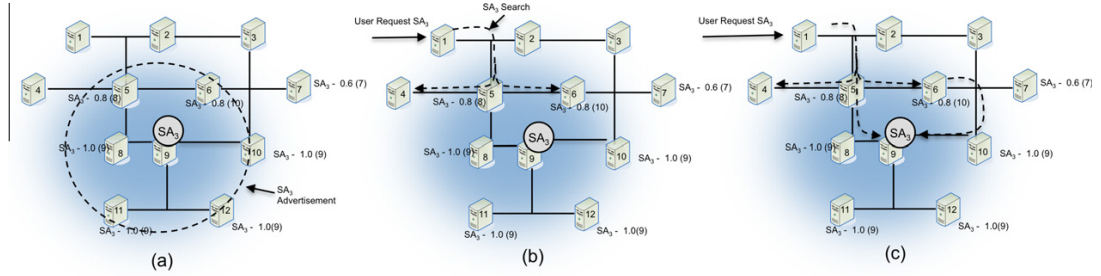 1
2
3
4
5
6
7
SA3 - 0.6 (7)
SA3 - 0.8 (8)
SA3 - 0.8 (10)
SA3
SA3 - 1.0 (9)
8
9
10
SA3 - 1.0 (9)
SA3
Advertisement
11
12
SA3 - 1.0 (9)
SA3 - 1.0(9)
(a)
SA3 Search
User Request SA3
1
2
3
4
5
6
7
SA3 - 0.6 (7)
SA3 - 0.8 (8)
SA3 - 0.8 (10)
SA3
SA3 - 1.0 (9)
8
9
10
SA3 - 1.0 (9)
11
12
SA3 - 1.0 (9)
SA3 - 1.0(9)
(b)
User Request SA3
1
2
3
4
5
6
7
SA3 - 0.6 (7)
SA3 - 0.8 (8)
SA3 - 0.8 (10)
SA3
SA3 - 1.0 (9)
8
9
10
SA3 - 1.0 (9)
11
12
SA3 - 1.0 (9)
SA3 - 1.0(9)
(c)